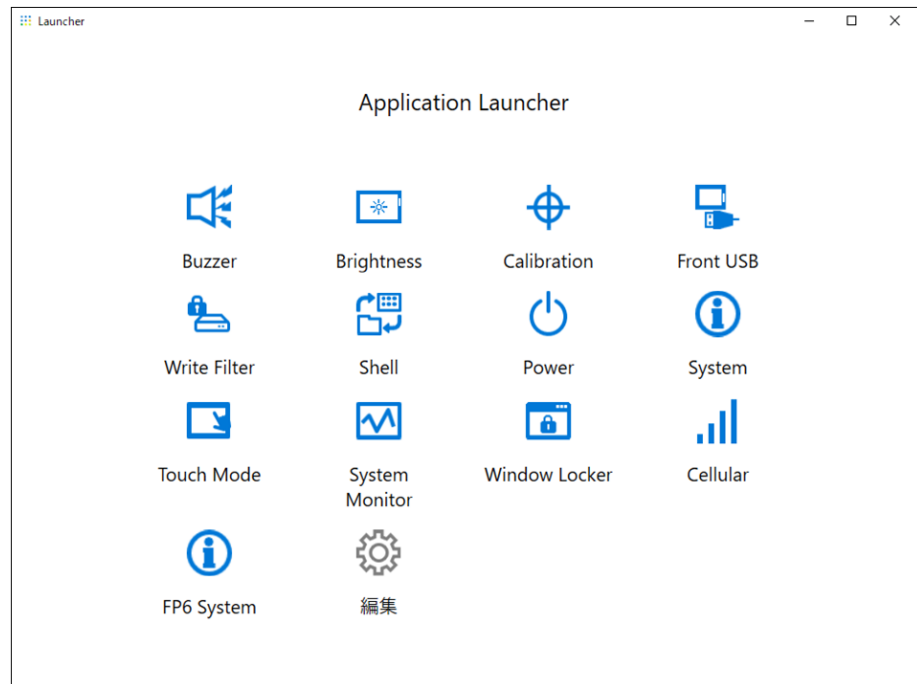 Launcher
Application Launcher
Buzzer
Brightness
Calibration
Front USB
Write Filter
Shell
Power
System
Touch Mode
System
Monitor
Window Locker
Cellular
FP6 System
編集